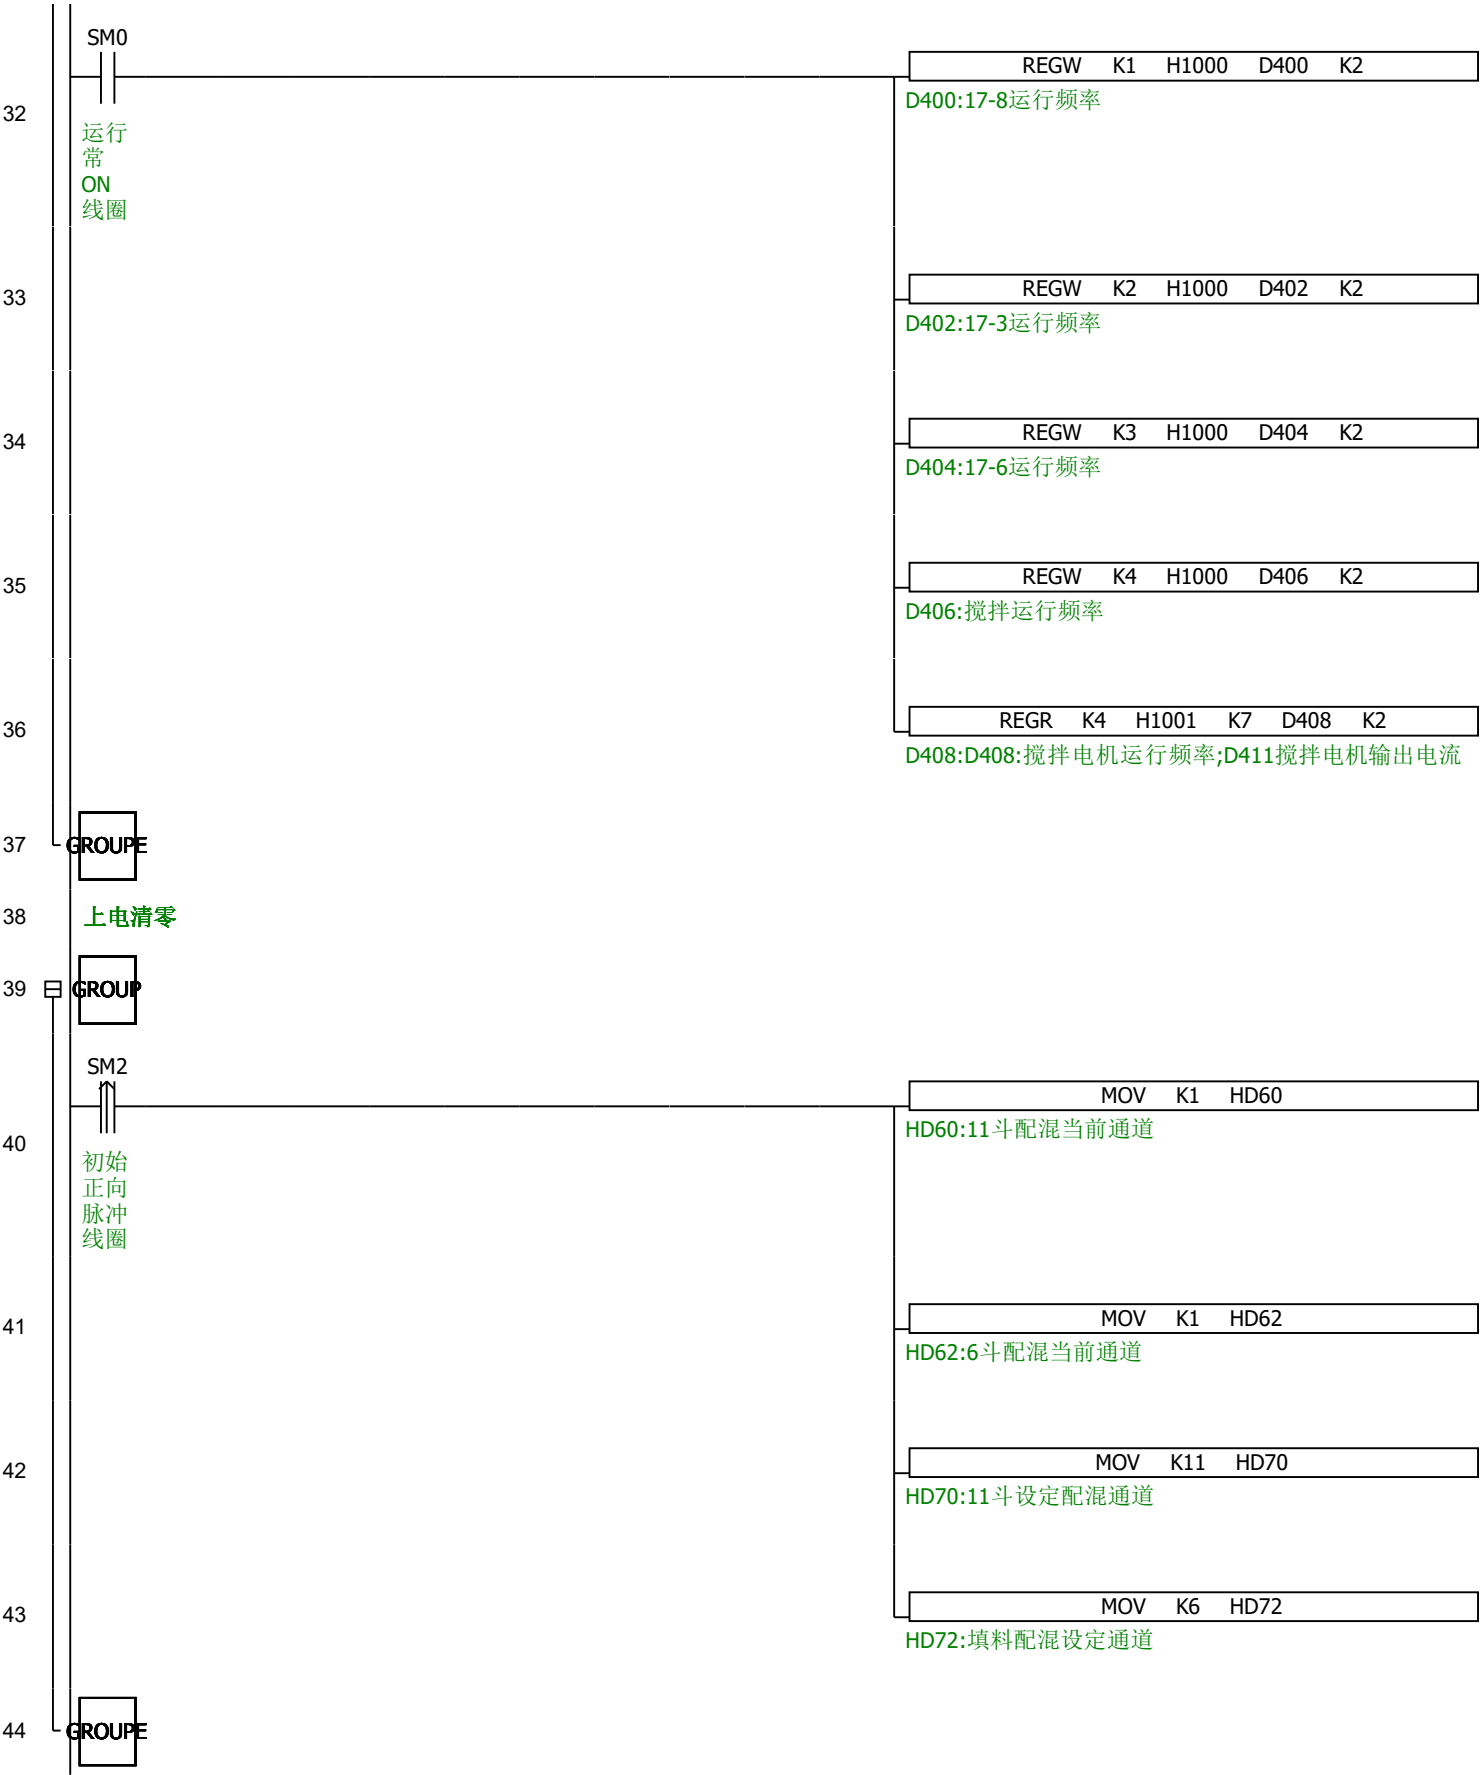 SM0
REGW K1 H1000 D400 K2
D400:17-8运行频率
32
运行
常
ON
线圈
33
REGW K2 H1000 D402 K2
D402:17-3运行频率
34
REGW K3 H1000 D404 K2
D404:17-6运行频率
35
REGW K4 H1000 D406 K2
D406:搅拌运行频率
36
REGR K4 H1001 K7 D408 K2
D408:D408:搅拌电机运行频率;D411搅拌电机输出电流
37
GROUPE
38
上电清零
39
GROUP
SM2
MOV K1 HD60
HD60:11斗配混当前通道
40
初始
正向
脉冲
线圈
41
MOV K1 HD62
HD62:6斗配混当前通道
42
MOV K11 HD70
HD70:11斗设定配混通道
43
MOV K6 HD72
HD72:填料配混设定通道
44
GROUPE